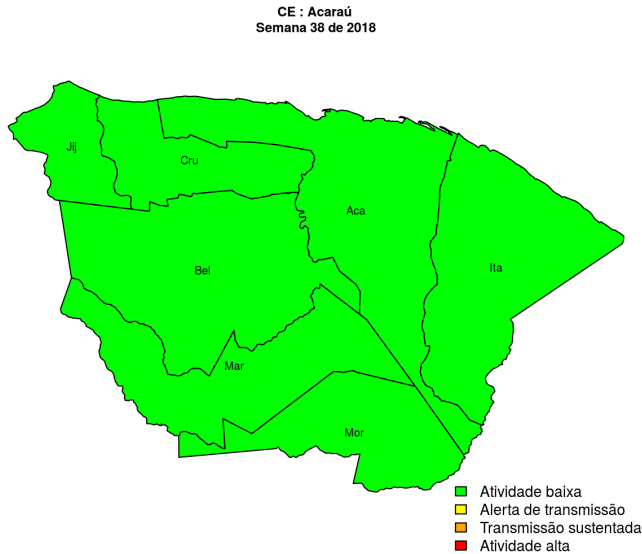 CE : Acaraú
Semana 38 de 2018
Jij
Cru
Aca
Bel
Ita
Mar
Mor
Atividade baixa
Alerta de transmissão
Transmissão sustentada
Atividade alta